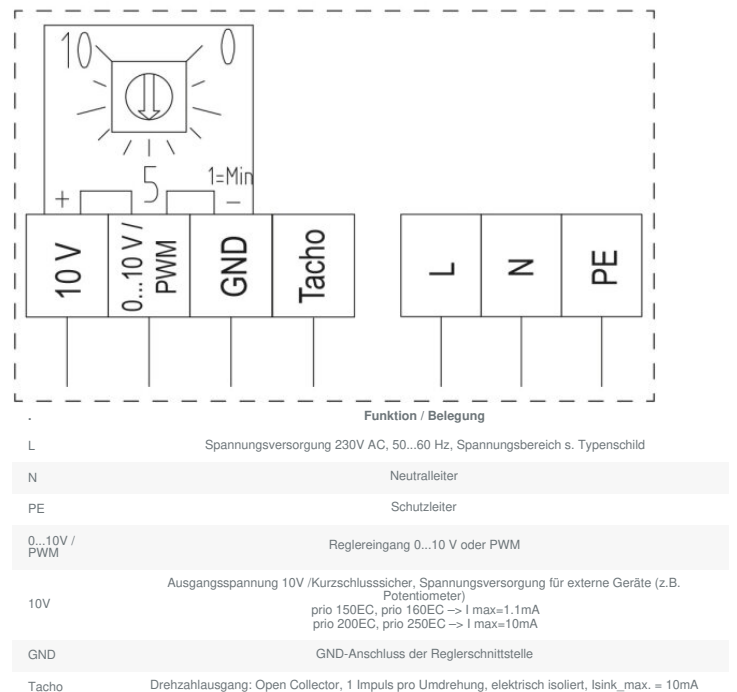 10 0
5 1=Min
+ −
10 V
0...10 V /
PWM
GND
Tacho
L
N
PE
. Funktion / Belegung
L Spannungsversorgung 230V AC, 50...60 Hz, Spannungsbereich s. Typenschild
N Neutralleiter
PE Schutzleiter
0...10V /
PWM Reglereingang 0...10 V oder PWM
10V Ausgangsspannung 10V /Kurzschlusssicher, Spannungsversorgung für externe Geräte (z.B.
Potentiometer)
prio 150EC, prio 160EC –> I max=1.1mA
prio 200EC, prio 250EC –> I max=10mA
GND GND-Anschluss der Reglerschnittstelle
Tacho Drehzahlausgang: Open Collector, 1 Impuls pro Umdrehung, elektrisch isoliert, Isink_max. = 10mA